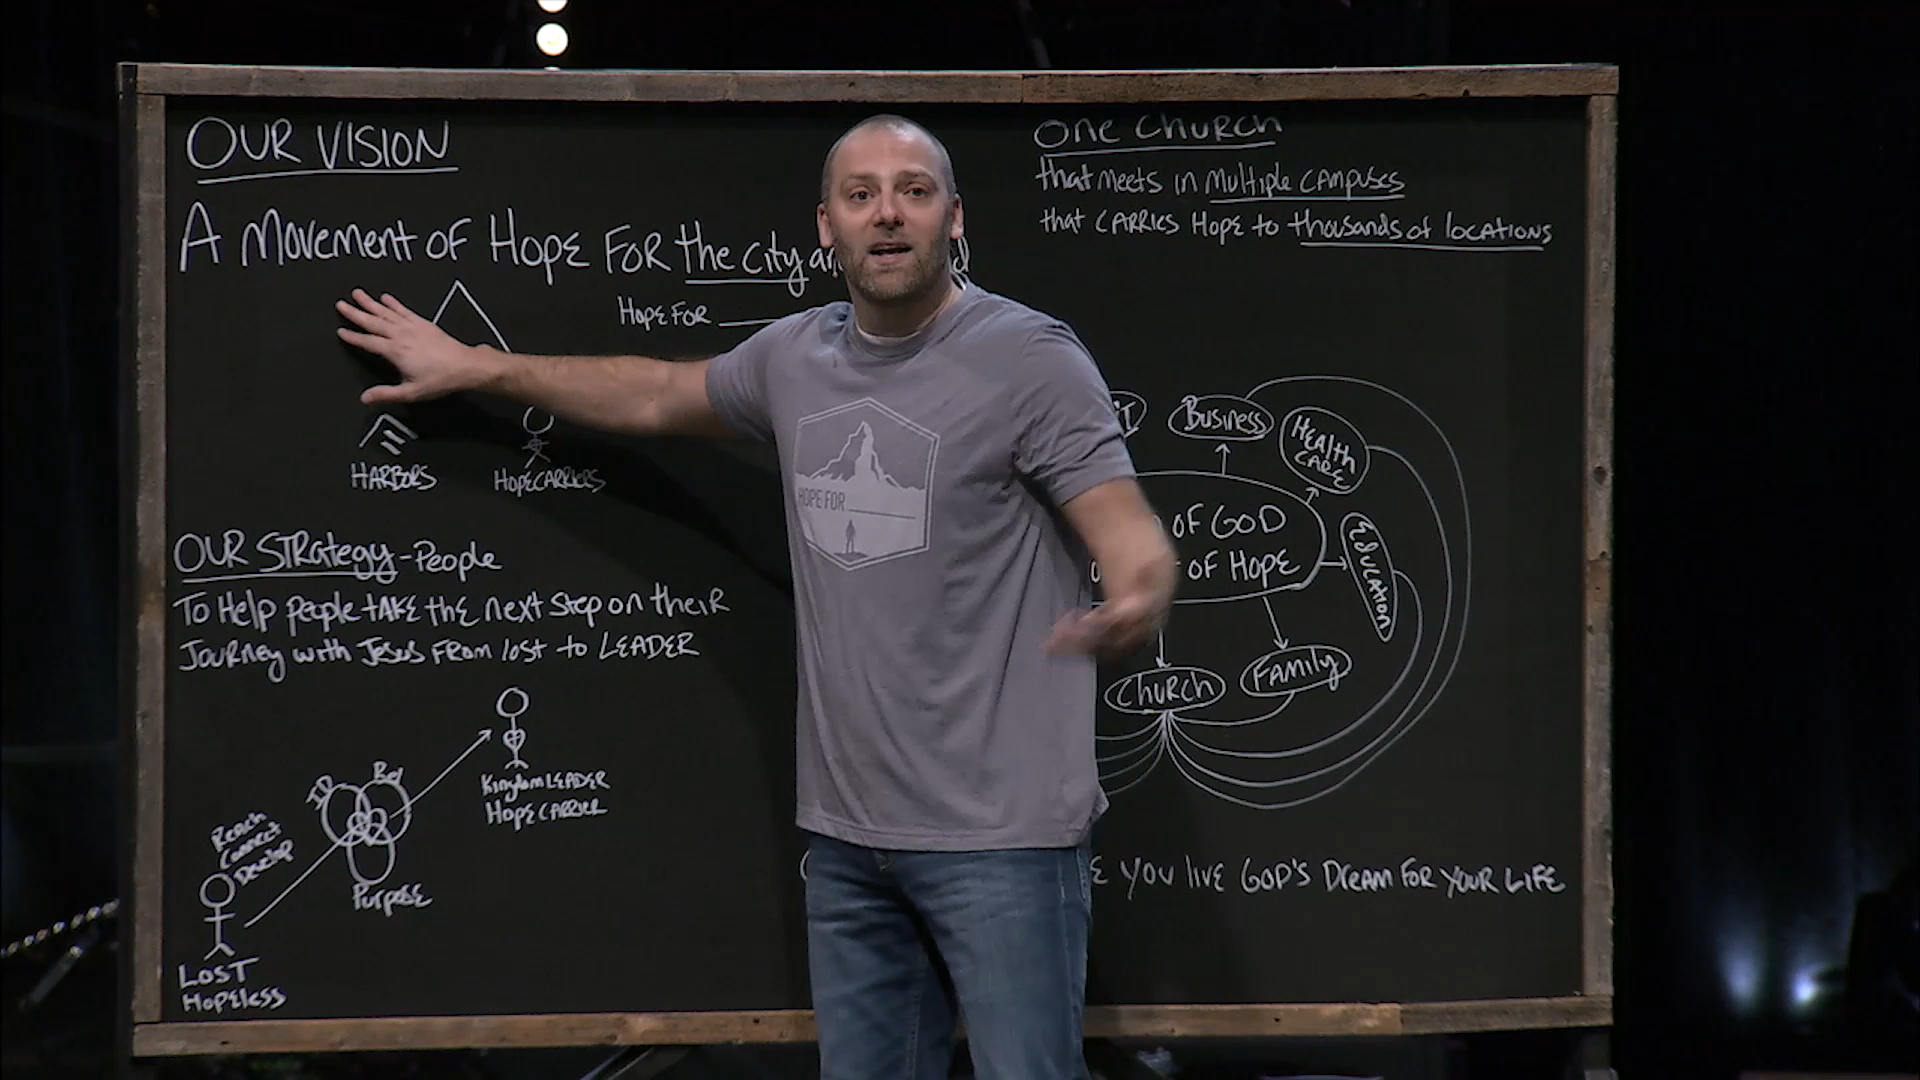 OUR VISION
A Movement of Hope For the city
Hope For ____
HARBORS
HOPECARRIERS
OUR STRATEGY - People
To Help people take the next step on their
Journey with Jesus from lost to LEADER
Reach
Connect
Develop
Purpose
Kingdom LEADER
Hope CARRIER
LOST
Hopeless
One Church
that meets in Multiple campuses
that carries Hope to thousands of locations
Business
Health
CARE
Education
OF GOD
OF HOPE
Church
Family
YOU LIVE GOD'S DREAM FOR YOUR LIFE
HOPE FOR ____